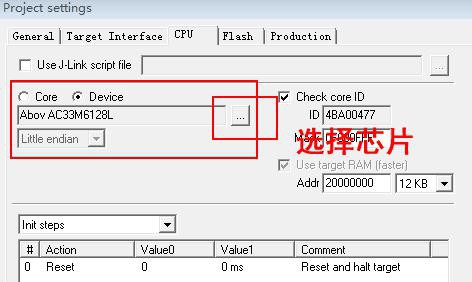 Project settings
General Target Interface CPU Flash Production
Use J-Link script file ...
Core Device
Abov AC33M6128L ...
Little endian
Check core ID
ID 4BA00477
选择芯片
Use target RAM (faster)
Addr 20000000 12 KB
Init steps
# Action Value0 Value1 Comment
0 Reset 0 0 ms Reset and halt target